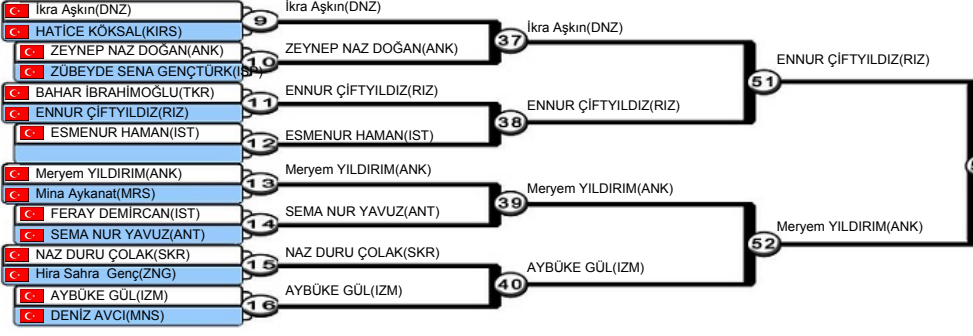 İkra Aşkın(DNZ)
HATİCE KÖKSAL(KIRS)
ZEYNEP NAZ DOĞAN(ANK)
ZÜBEYDE SENA GENÇTÜRK(ISP)
BAHAR İBRAHİMOĞLU(TKR)
ENNUR ÇİFTYILDIZ(RIZ)
ESMENUR HAMAN(IST)
Meryem YILDIRIM(ANK)
Mina Aykanat(MRS)
FERAY DEMİRCAN(IST)
SEMA NUR YAVUZ(ANT)
NAZ DURU ÇOLAK(SKR)
Hira Sahra Genç(ZNG)
AYBÜKE GÜL(IZM)
DENİZ AVCI(MNS)
9
10
11
12
13
14
15
16
İkra Aşkın(DNZ)
ZEYNEP NAZ DOĞAN(ANK)
ENNUR ÇİFTYILDIZ(RIZ)
ESMENUR HAMAN(IST)
Meryem YILDIRIM(ANK)
SEMA NUR YAVUZ(ANT)
NAZ DURU ÇOLAK(SKR)
AYBÜKE GÜL(IZM)
37
38
39
40
İkra Aşkın(DNZ)
ENNUR ÇİFTYILDIZ(RIZ)
Meryem YILDIRIM(ANK)
AYBÜKE GÜL(IZM)
51
52
ENNUR ÇİFTYILDIZ(RIZ)
Meryem YILDIRIM(ANK)